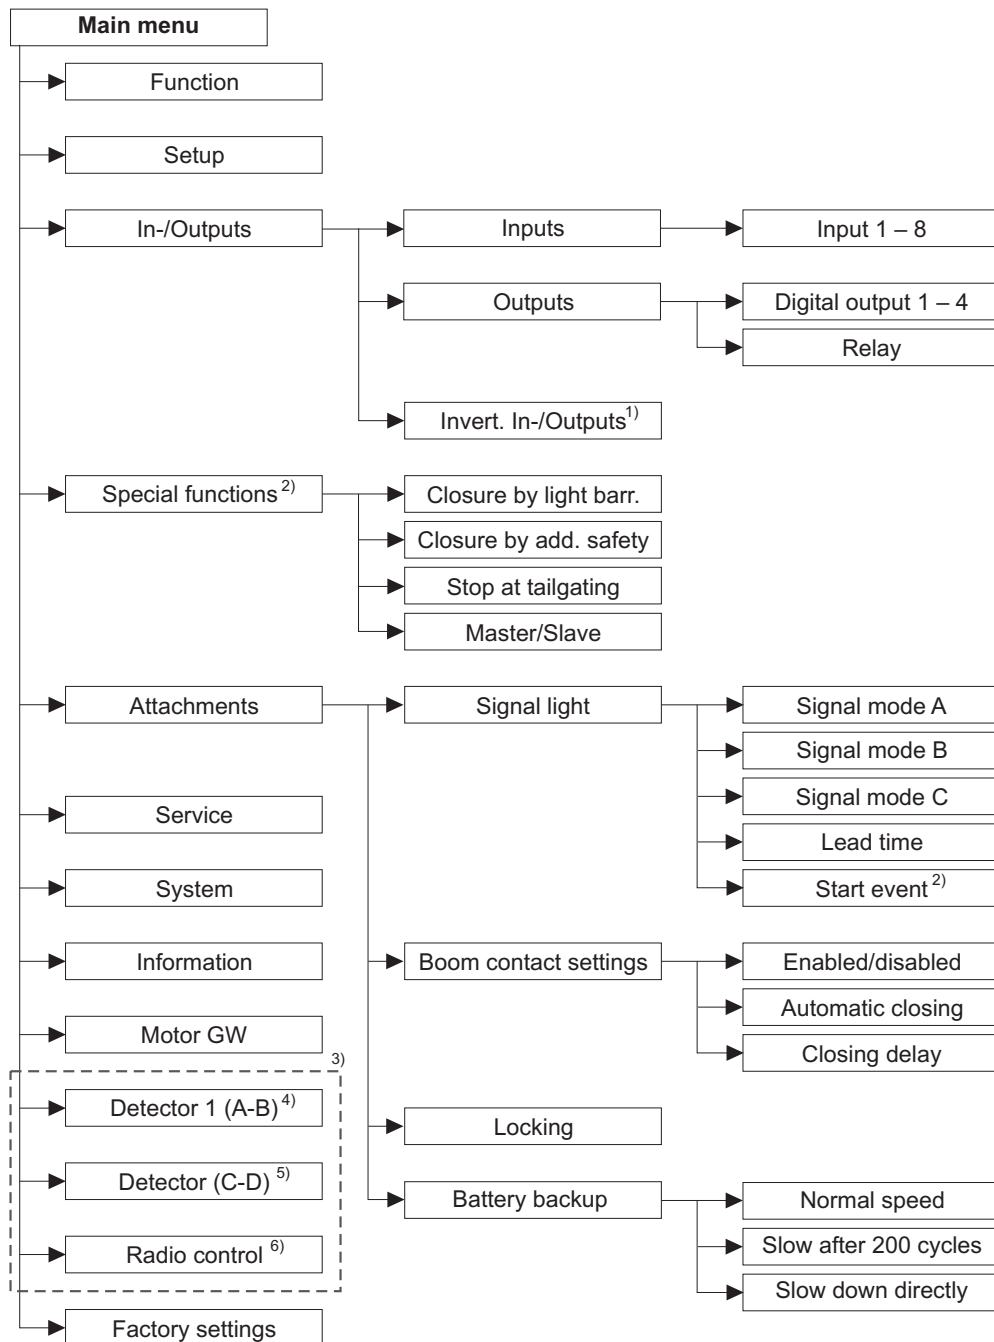 Main menu
Function
Setup
In-/Outputs
Inputs
Input 1 – 8
Outputs
Digital output 1 – 4
Relay
Invert. In-/Outputs1)
Special functions 2)
Closure by light barr.
Closure by add. safety
Stop at tailgating
Master/Slave
Attachments
Signal light
Signal mode A
Signal mode B
Signal mode C
Lead time
Start event 2)
Service
System
Information
Boom contact settings
Enabled/disabled
Automatic closing
Closing delay
Motor GW
3)
Detector 1 (A-B) 4)
Detector (C-D) 5)
Radio control 6)
Locking
Battery backup
Normal speed
Slow after 200 cycles
Slow down directly
Factory settings